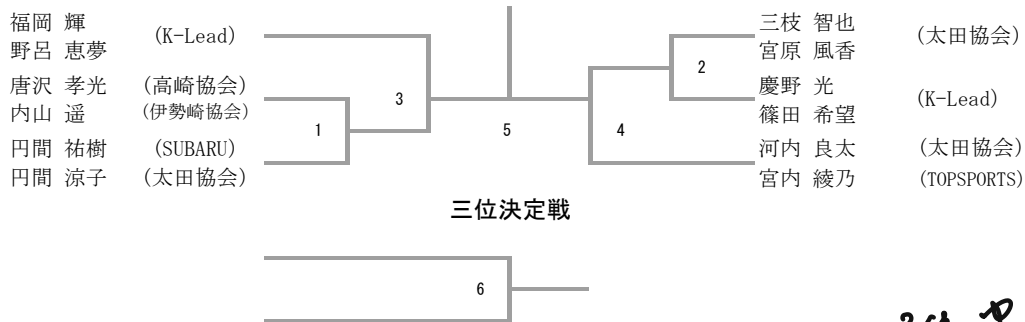 福岡 輝
野呂 恵夢 (K-Lead)
唐沢 孝光 (高崎協会)
内山 遥 (伊勢崎協会)
円間 祐樹 (SUBARU)
円間 涼子 (太田協会)
1
3
5
4
2
三枝 智也
宮原 風香 (太田協会)
慶野 光
篠田 希望 (K-Lead)
河内 良太 (太田協会)
宮内 綾乃 (TOPSPORTS)
三位決定戦
6